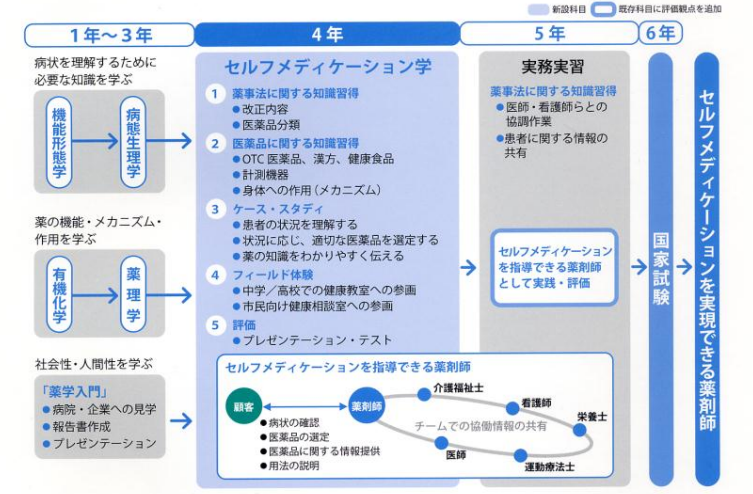 新設科目
既存科目に評価観点を追加
1年〜3年
4年
5年
6年
病状を理解するために
必要な知識を学ぶ
機能形態学
病態生理学
薬の機能・メカニズム・
作用を学ぶ
有機化学
薬理学
社会性・人間性を学ぶ
「薬学入門」
●病院・企業への見学
●報告書作成
●プレゼンテーション
セルフメディケーション学
1 薬事法に関する知識習得
●改正内容
●医薬品分類
2 医薬品に関する知識習得
●OTC医薬品、漢方、健康食品
●計測機器
●身体への作用(メカニズム)
3 ケース・スタディ
●患者の状況を理解する
●状況に応じ、適切な医薬品を選定する
●薬の知識をわかりやすく伝える
4 フィールド体験
●中学/高校での健康教室への参画
●市民向け健康相談室への参画
5 評価
●プレゼンテーション・テスト
実務実習
薬事法に関する知識習得
●医師・看護師らとの
協調作業
●患者に関する情報の
共有
セルフメディケーション
を指導できる薬剤師
として実践・評価
セルフメディケーションを指導できる薬剤師
顧客
薬剤師
●病状の確認
●医薬品の選定
●医薬品に関する情報提供
●用法の説明
介護福祉士
看護師
栄養士
チームでの協働情報の共有
医師
運動療法士
国家試験
セルフメディケーションを実現できる薬剤師